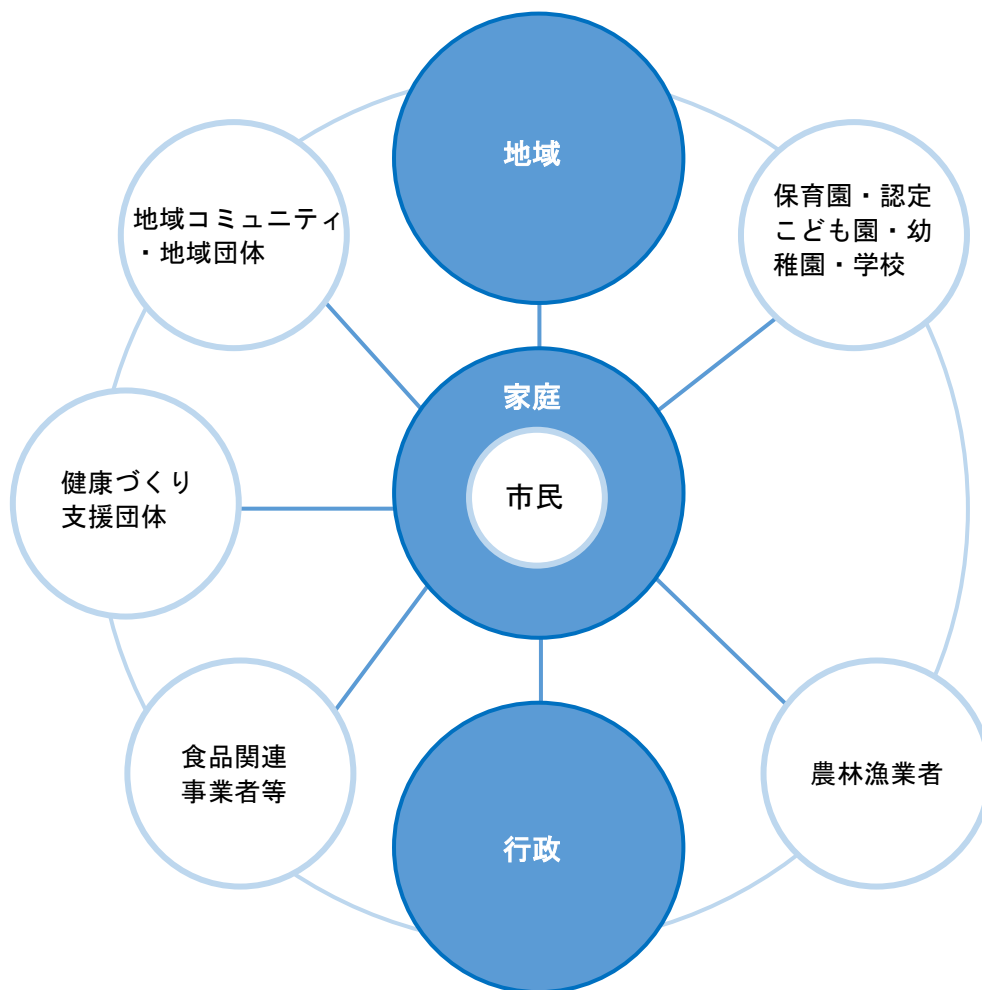 地域
地域コミュニティ
・地域団体
保育園・認定
こども園・幼
稚園・学校
家庭
市民
健康づくり
支援団体
食品関連
事業者等
農林漁業者
行政